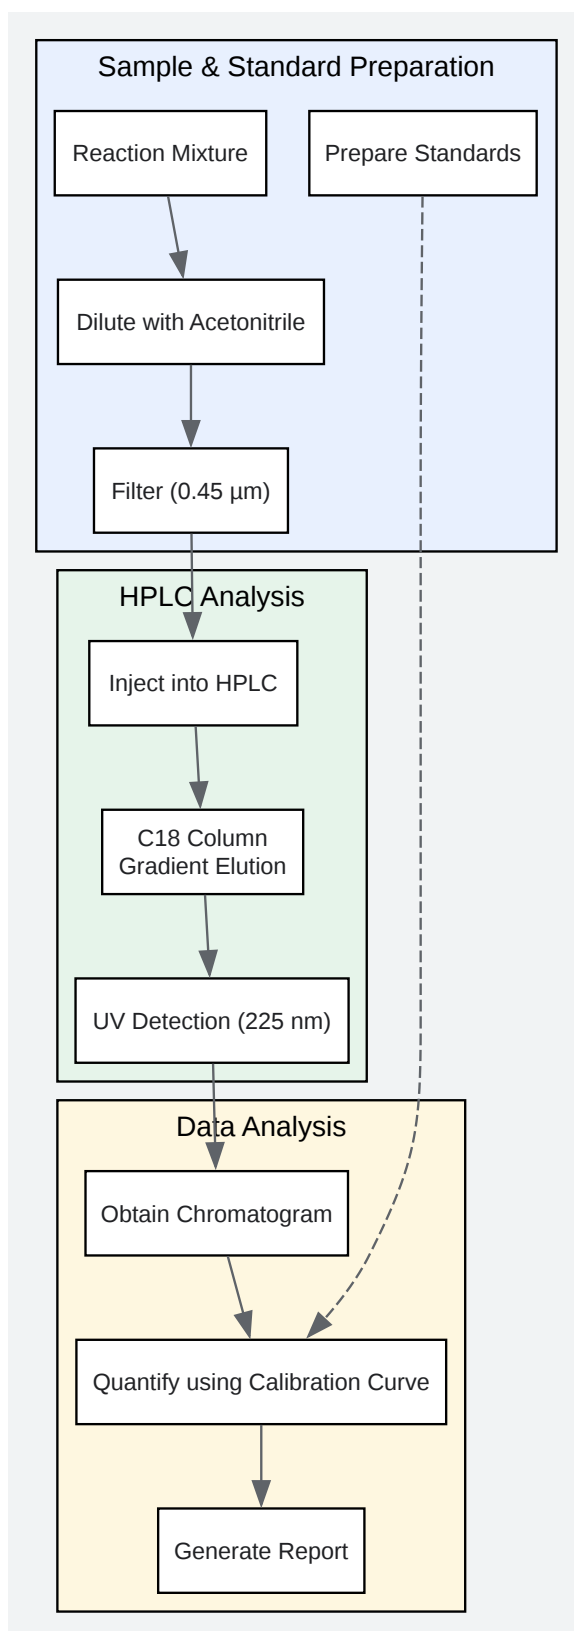 Sample & Standard Preparation
Reaction Mixture
Prepare Standards
Dilute with Acetonitrile
Filter (0.45 µm)
HPLC Analysis
Inject into HPLC
C18 Column
Gradient Elution
UV Detection (225 nm)
Data Analysis
Obtain Chromatogram
Quantify using Calibration Curve
Generate Report